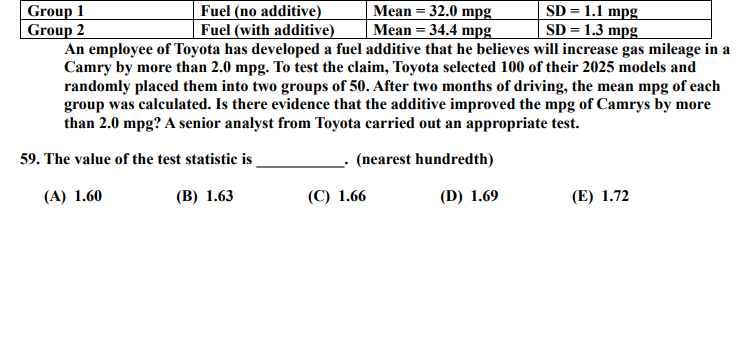 Group 1 Fuel (no additive) Mean = 32.0 mpg SD = 1.1 mpg
Group 2 Fuel (with additive) Mean = 34.4 mpg SD = 1.3 mpg
An employee of Toyota has developed a fuel additive that he believes will increase gas mileage in a
Camry by more than 2.0 mpg. To test the claim, Toyota selected 100 of their 2025 models and
randomly placed them into two groups of 50. After two months of driving, the mean mpg of each
group was calculated. Is there evidence that the additive improved the mpg of Camrys by more
than 2.0 mpg? A senior analyst from Toyota carried out an appropriate test.
59. The value of the test statistic is ___________. (nearest hundredth)
(A) 1.60 (B) 1.63 (C) 1.66 (D) 1.69 (E) 1.72